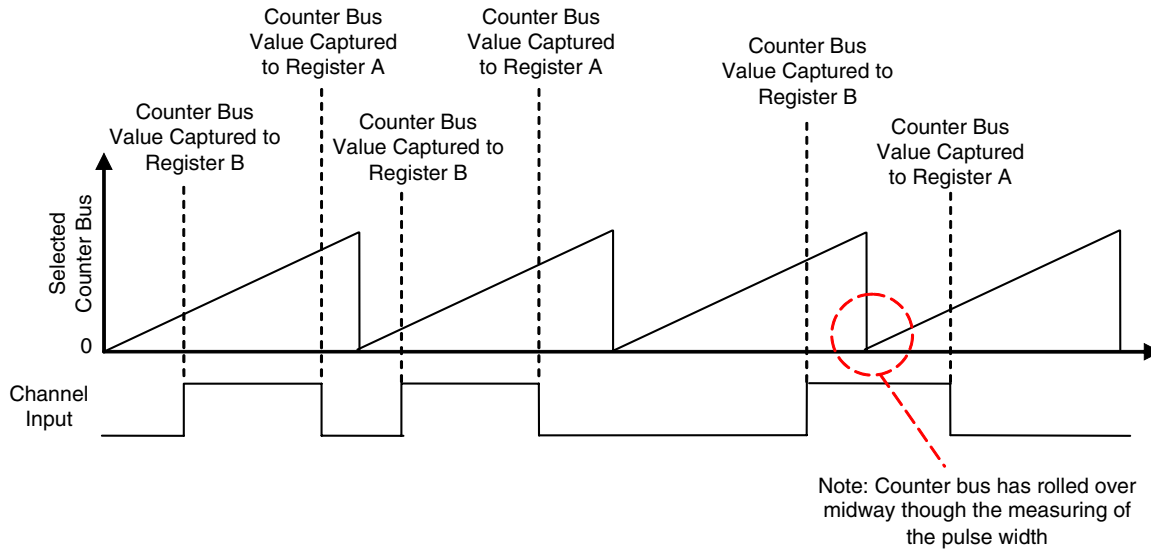 Counter Bus
Value Captured
to Register A
Counter Bus
Value Captured
to Register A
Counter Bus
Value Captured to
Register B
Counter Bus
Value Captured to
Register B
Counter Bus
Value Captured to
Register B
Counter Bus
Value Captured
to Register A
Selected
Counter Bus
0
Channel
Input
Note: Counter bus has rolled over
midway though the measuring of
the pulse width